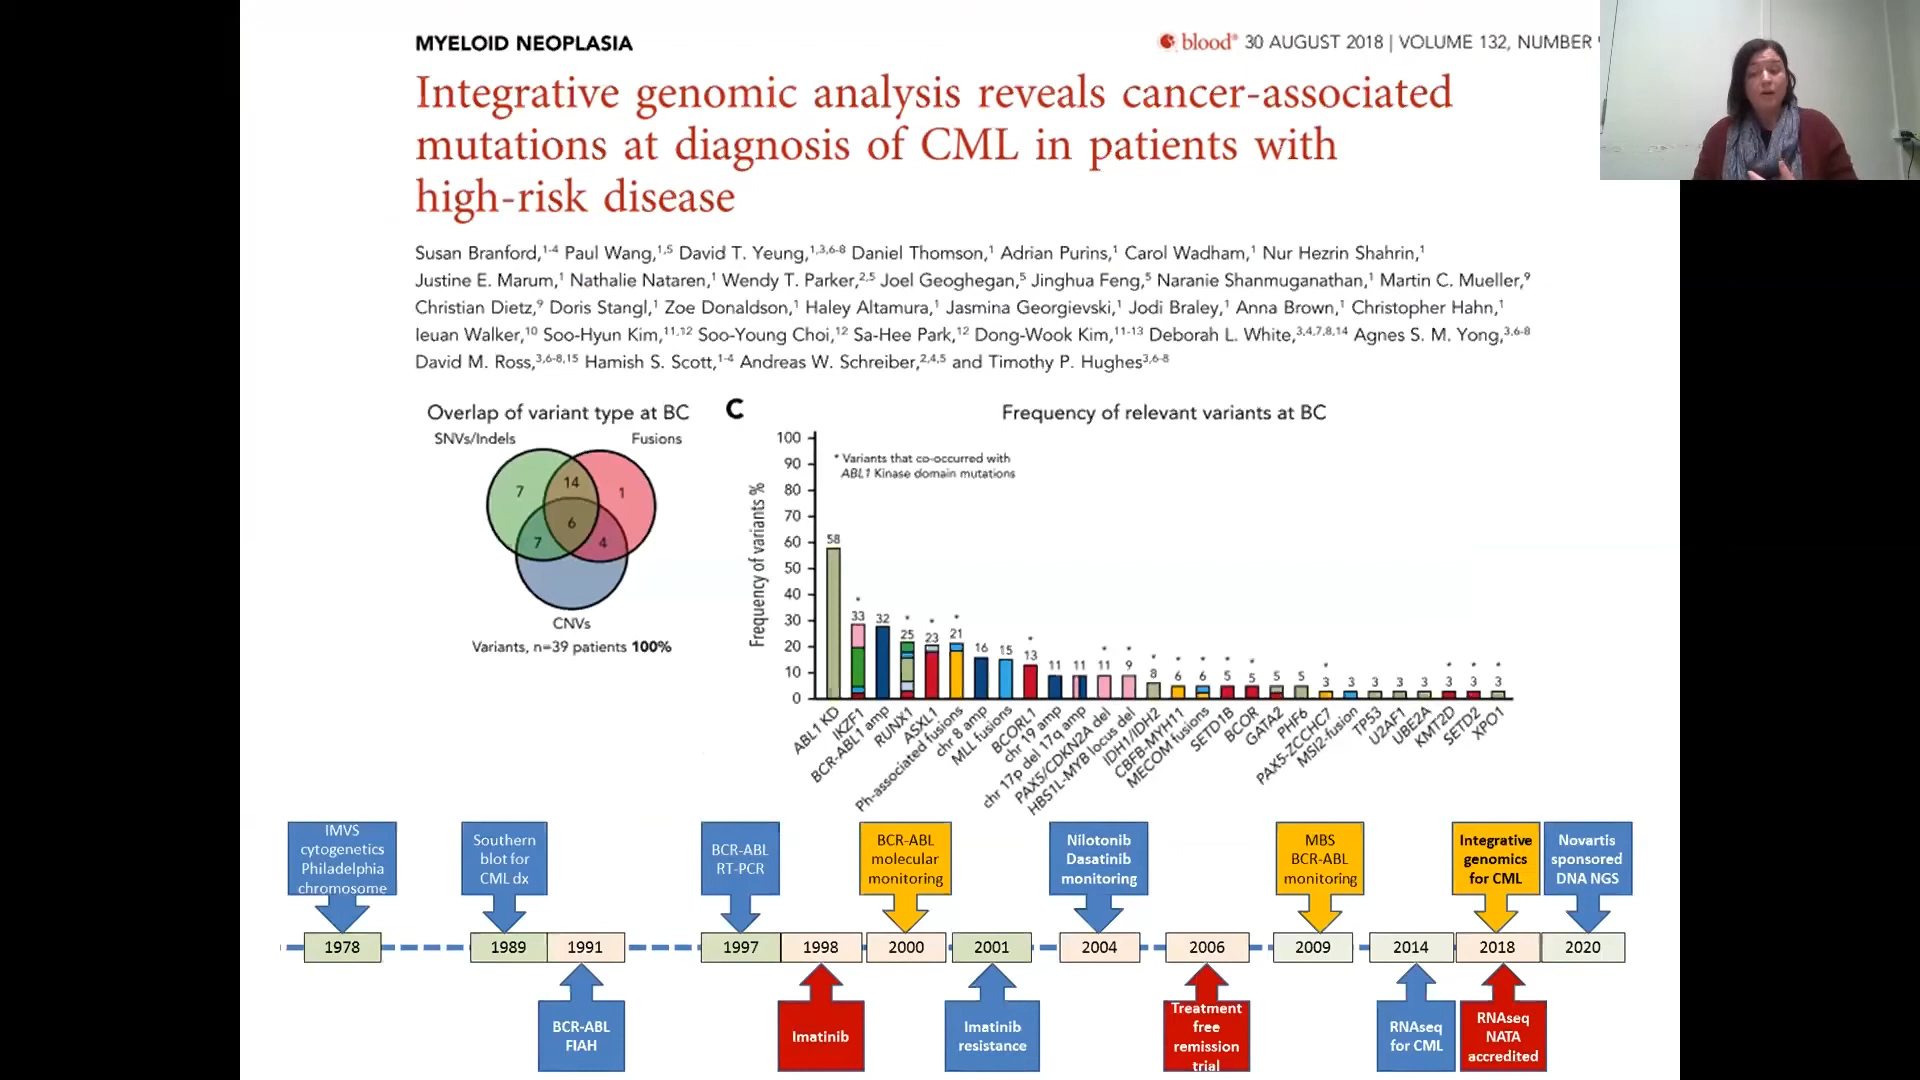 MYELOID NEOPLASIA
blood® 30 AUGUST 2018 | VOLUME 132, NUMBER
Integrative genomic analysis reveals cancer-associated
mutations at diagnosis of CML in patients with
high-risk disease
Susan Branford,1-4 Paul Wang,1,5 David T. Yeung,1,3,6-8 Daniel Thomson,1 Adrian Purins,1 Carol Wadham,1 Nur Hezrin Shahrin,1
Justine E. Marum,1 Nathalie Nataren,1 Wendy T. Parker,2,5 Joel Geoghegan,5 Jinghua Feng,5 Naranie Shanmuganathan,1 Martin C. Mueller,9
Christian Dietz,9 Doris Stangl,1 Zoe Donaldson,1 Haley Altamura,1 Jasmina Georgievski,1 Jodi Braley,1 Anna Brown,1 Christopher Hahn,1
Ieuan Walker,10 Soo-Hyun Kim,11,12 Soo-Young Choi,12 Sa-Hee Park,12 Dong-Wook Kim,11-13 Deborah L. White,3,4,7,8,14 Agnes S. M. Yong,3,6-8
David M. Ross,3,6-8,15 Hamish S. Scott,1-4 Andreas W. Schreiber,2,4,5 and Timothy P. Hughes3,6-8
Overlap of variant type at BC
SNVs/Indels
Fusions
7
14
1
6
7
4
CNVs
Variants, n=39 patients 100%
C
Frequency of relevant variants at BC
* Variants that co-occurred with
ABL1 Kinase domain mutations
Frequency of variants %
100
90
80
70
60
50
40
30
20
10
0
58
*
33
32
*
25
*
23
*
21
16
15
*
13
11
11
*
11
*
9
*
8
*
6
*
6
*
5
*
5
5
5
*
3
3
3
3
3
*
3
*
3
*
3
ABL1 KD
IKZF1
BCR-ABL1 amp
RUNX1
ASXL1
Ph-associated fusions
chr 8 amp
MLL fusions
BCORL1
chr 19 amp
chr 17p del 17q amp
PAX5/CDKN2A del
HBS1L-MYB locus del
IDH1/IDH2
CBFB-MYH11
MECOM fusions
SETD1B
BCOR
GATA2
PHF6
PAX5-ZCCHC7
MSI2-fusion
TP53
U2AF1
UBE2A
KMT2D
SETD2
XPO1
IMVS
cytogenetics
Philadelphia
chromosome
Southern
blot for
CML dx
BCR-ABL
RT-PCR
BCR-ABL
molecular
monitoring
Nilotonib
Dasatinib
monitoring
MBS
BCR-ABL
monitoring
Integrative
genomics
for CML
Novartis
sponsored
DNA NGS
1978
1989
1991
1997
1998
2000
2001
2004
2006
2009
2014
2018
2020
BCR-ABL
FIAH
Imatinib
Imatinib
resistance
Treatment
free
remission
trial
RNAseq
for CML
RNAseq
NATA
accredited